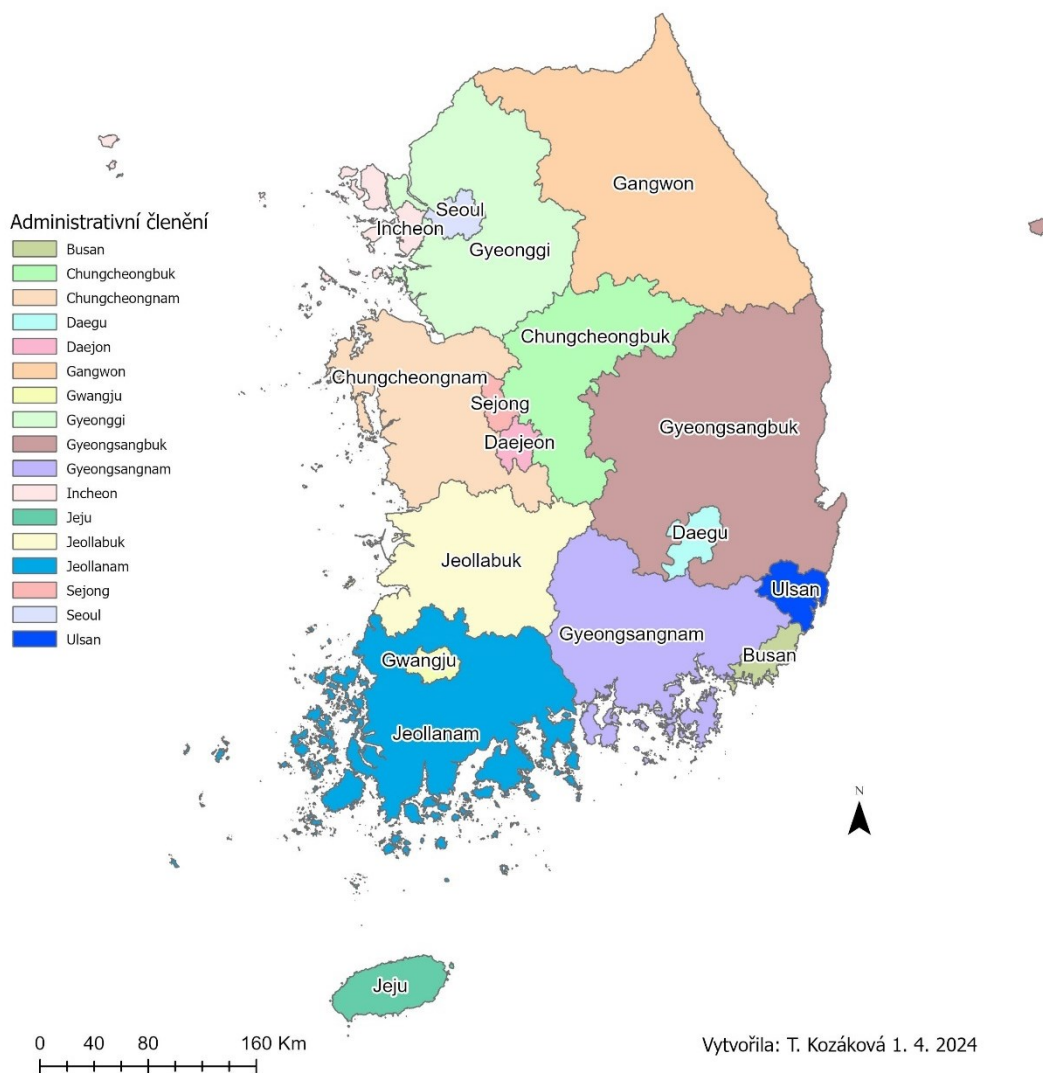 Gangwon
Seoul
Incheon
Gyeonggi
Administrativní členění
Busan
Chungcheongbuk
Chungcheongnam
Daegu
Daejon
Gangwon
Gwangju
Gyeonggi
Gyeongsangbuk
Gyeongsangnam
Incheon
Jeju
Jeollabuk
Jeollanam
Sejong
Seoul
Ulsan
Chungcheongbuk
Chungcheongnam
Sejong
Gyeongsangbuk
Daejeon
Daegu
Jeollabuk
Ulsan
Gyeongsangnam
Busan
Gwangju
Jeollanam
N
Jeju
0 40 80 160 Km
Vytvořila: T. Kozáková 1. 4. 2024